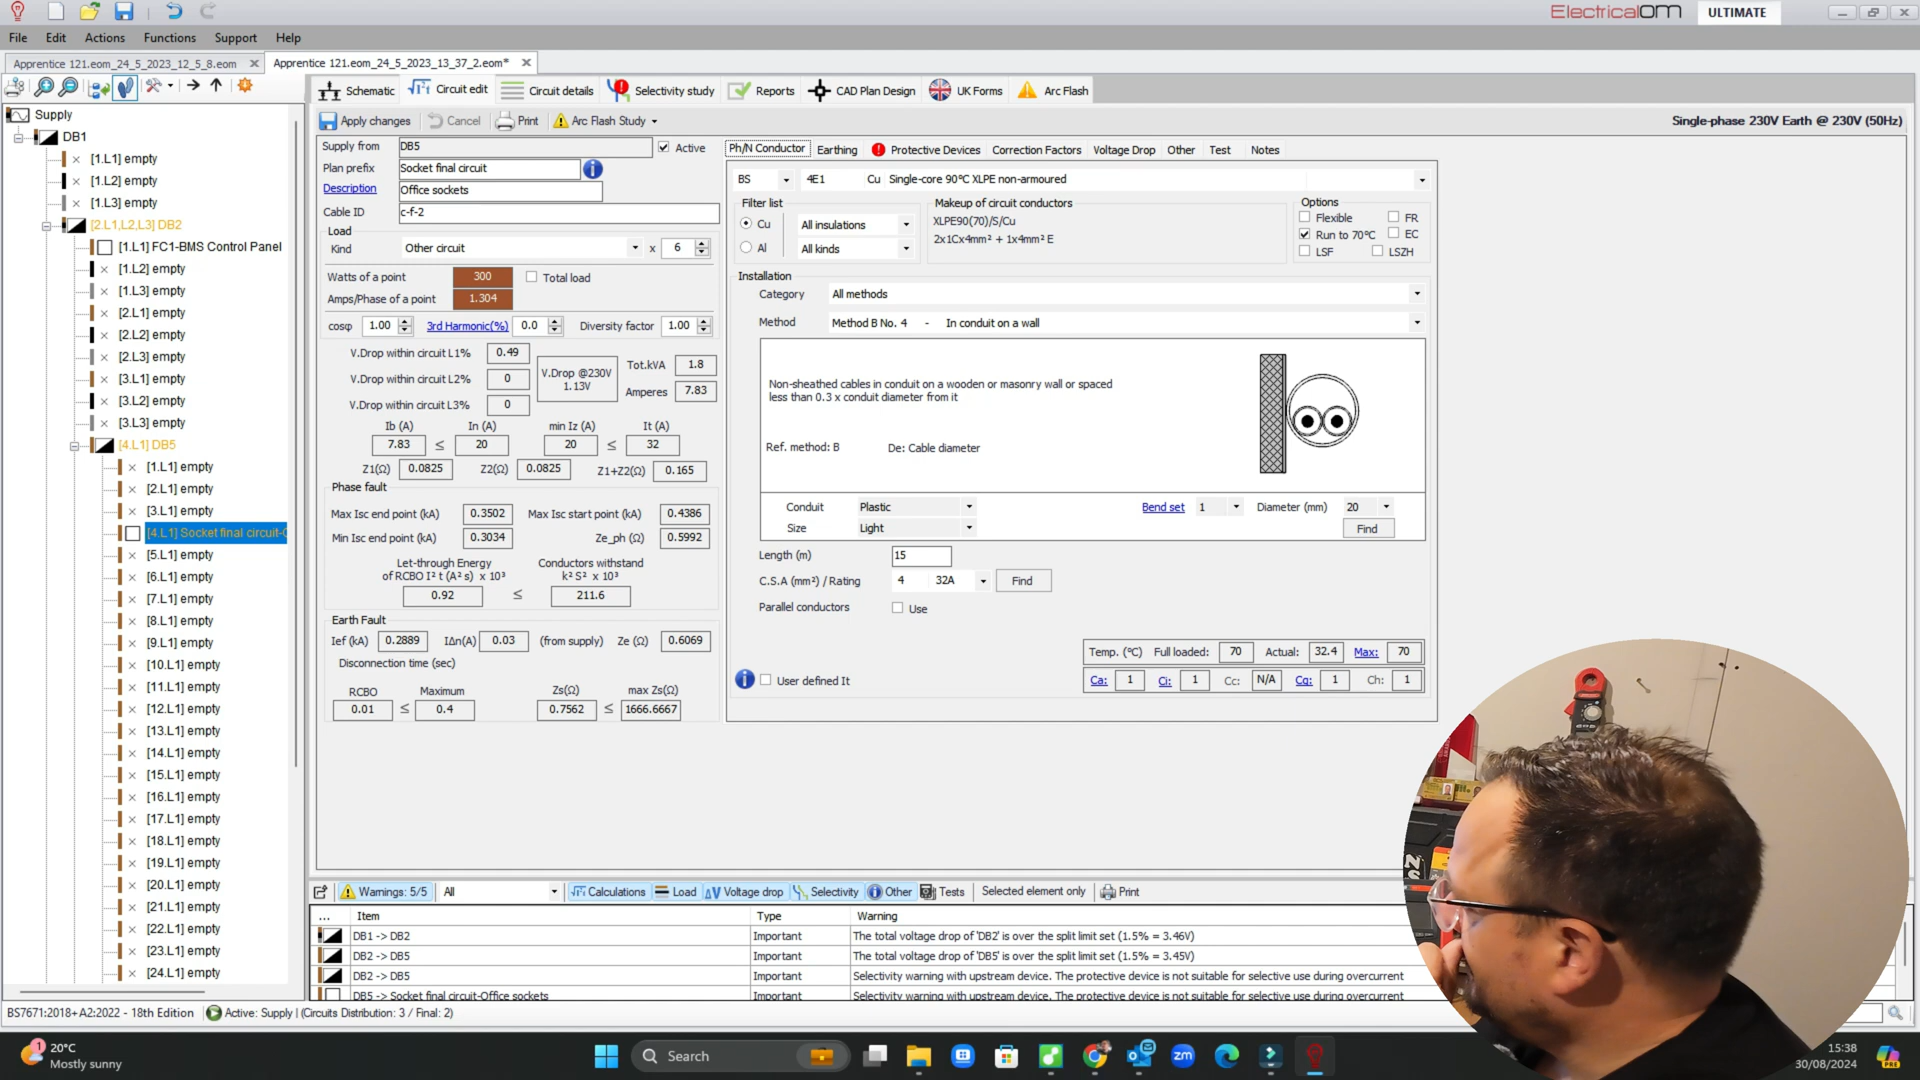 ElectricalOM ULTIMATE
File Edit Actions Functions Support Help
Apprentice 121.eom_24_5_2023_12_5_8.eom
Apprentice 121.eom_24_5_2023_13_37_2.eom*
Schematic Circuit edit Circuit details Selectivity study Reports CAD Plan Design UK Forms Arc Flash
Apply changes Cancel Print Arc Flash Study
Single-phase 230V Earth @ 230V (50Hz)
Supply
DB1
[1.L1] empty
[1.L2] empty
[1.L3] empty
[2.L1,L2,L3] DB2
[1.L1] FC1-BMS Control Panel
[1.L2] empty
[1.L3] empty
[2.L1] empty
[2.L2] empty
[2.L3] empty
[3.L1] empty
[3.L2] empty
[3.L3] empty
[4.L1] DB5
[1.L1] empty
[2.L1] empty
[3.L1] empty
[4.L1] Socket final circuit-
[5.L1] empty
[6.L1] empty
[7.L1] empty
[8.L1] empty
[9.L1] empty
[10.L1] empty
[11.L1] empty
[12.L1] empty
[13.L1] empty
[14.L1] empty
[15.L1] empty
[16.L1] empty
[17.L1] empty
[18.L1] empty
[19.L1] empty
[20.L1] empty
[21.L1] empty
[22.L1] empty
[23.L1] empty
[24.L1] empty
Supply from DB5 Active
Plan prefix Socket final circuit
Description Office sockets
Cable ID c-f-2
Load
Kind Other circuit x 6
Watts of a point 300 Total load
Amps/Phase of a point 1.304
cosφ 1.00 3rd Harmonic(%) 0.0 Diversity factor 1.00
V.Drop within circuit L1% 0.49
V.Drop within circuit L2% 0
V.Drop within circuit L3% 0
V.Drop @230V
1.13V
Tot.kVA 1.8
Amperes 7.83
Ib (A) In (A) min Iz (A) It (A)
7.83 ≤ 20 20 ≤ 32
Z1(Ω) 0.0825 Z2(Ω) 0.0825 Z1+Z2(Ω) 0.165
Phase fault
Max Isc end point (kA) 0.3502 Max Isc start point (kA) 0.4386
Min Isc end point (kA) 0.3034 Ze_ph (Ω) 0.5992
Let-through Energy Conductors withstand
of RCBO I² t (A² s) x 10³ k² S² x 10³
0.92 ≤ 211.6
Earth Fault
Ief (kA) 0.2889 IΔn(A) 0.03 (from supply) Ze (Ω) 0.6069
Disconnection time (sec)
RCBO Maximum Zs(Ω) max Zs(Ω)
0.01 ≤ 0.4 0.7562 ≤ 1666.6667
Ph/N Conductor Earthing Protective Devices Correction Factors Voltage Drop Other Test Notes
BS 4E1 Cu Single-core 90°C XLPE non-armoured
Filter list
Cu All insulations
Al All kinds
Makeup of circuit conductors
XLPE90(70)/S/Cu
2x1Cx4mm² + 1x4mm² E
Options
Flexible FR
Run to 70°C EC
LSF LSZH
Installation
Category All methods
Method Method B No. 4 - In conduit on a wall
Non-sheathed cables in conduit on a wooden or masonry wall or spaced
less than 0.3 x conduit diameter from it
Ref. method: B De: Cable diameter
Conduit Plastic Bend set 1 Diameter (mm) 20
Size Light Find
Length (m) 15
C.S.A (mm²) / Rating 4 32A Find
Parallel conductors Use
Temp. (°C) Full loaded: 70 Actual: 32.4 Max: 70
User defined It Ca: 1 Ci: 1 Cc: N/A Cg: 1 Ch: 1
Warnings: 5/5 All Calculations Load Voltage drop Selectivity Other Tests Selected element only Print
... Item Type Warning
DB1 -> DB2 Important The total voltage drop of 'DB2' is over the split limit set (1.5% = 3.46V)
DB2 -> DB5 Important The total voltage drop of 'DB5' is over the split limit set (1.5% = 3.45V)
DB2 -> DB5 Important Selectivity warning with upstream device. The protective device is not suitable for selective use during overcurrent
DB5 -> Socket final circuit-Office sockets Important Selectivity warning with upstream device. The protective device is not suitable for selective use during overcurrent
BS7671:2018+A2:2022 - 18th Edition Active: Supply | (Circuits Distribution: 3 / Final: 2)
1 20°C
Mostly sunny
Search
zm
15:38
30/08/2024
PRE